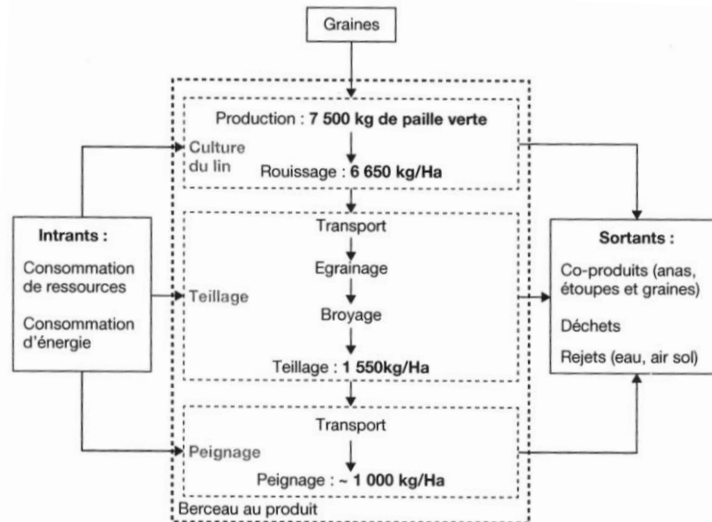 Graines
Production : 7 500 kg de paille verte
Culture
du lin
Rouissage : 6 650 kg/Ha
Intrants :
Consommation
de ressources
Consommation
d'énergie
Transport
Egrainage
Teillage
Broyage
Teillage : 1 550kg/Ha
Sortants :
Co-produits (anas,
étoupes et graines)
Déchets
Rejets (eau, air sol)
Transport
Peignage
Peignage : ~ 1 000 kg/Ha
Berceau au produit